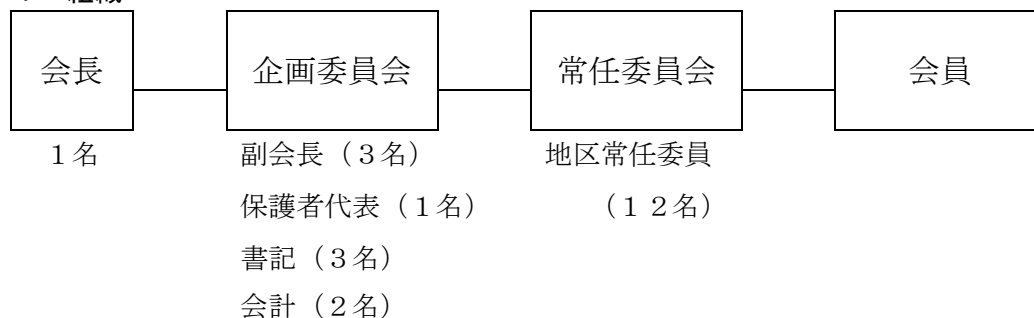 会長
企画委員会
常任委員会
会員
１名
副会長（３名）
地区常任委員
保護者代表（１名）
（１２名）
書記（３名）
会計（２名）